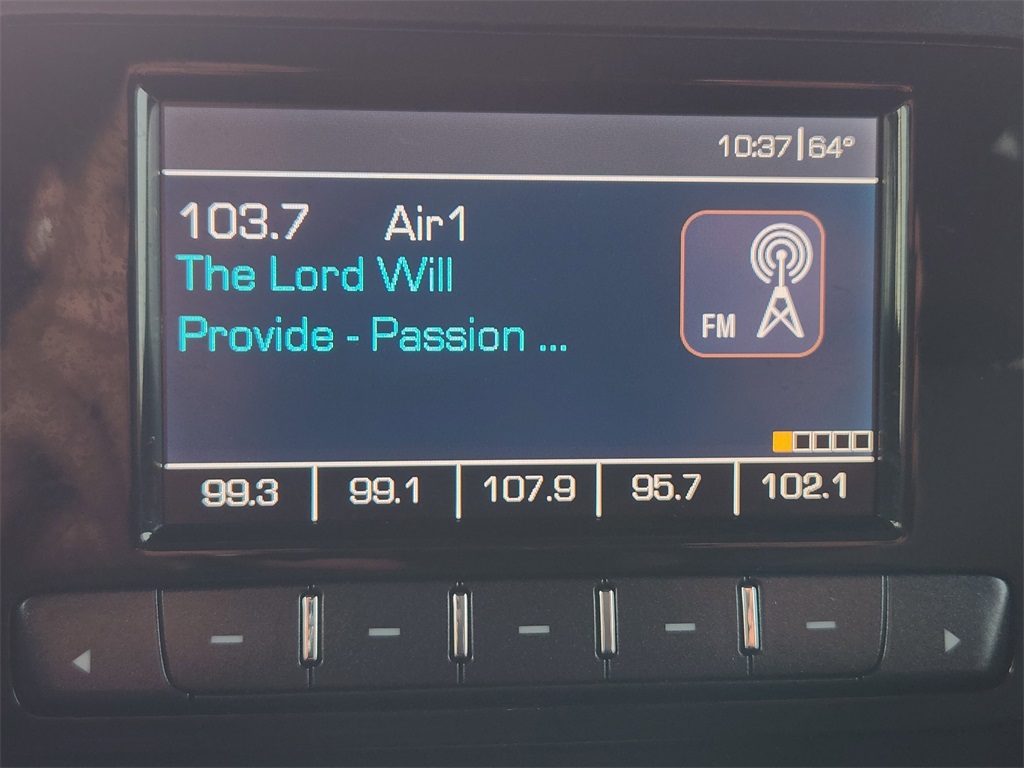 10:37|64°
103.7 Air1
The Lord Will
Provide - Passion ...
FM
99.3 99.1 107.9 95.7 102.1